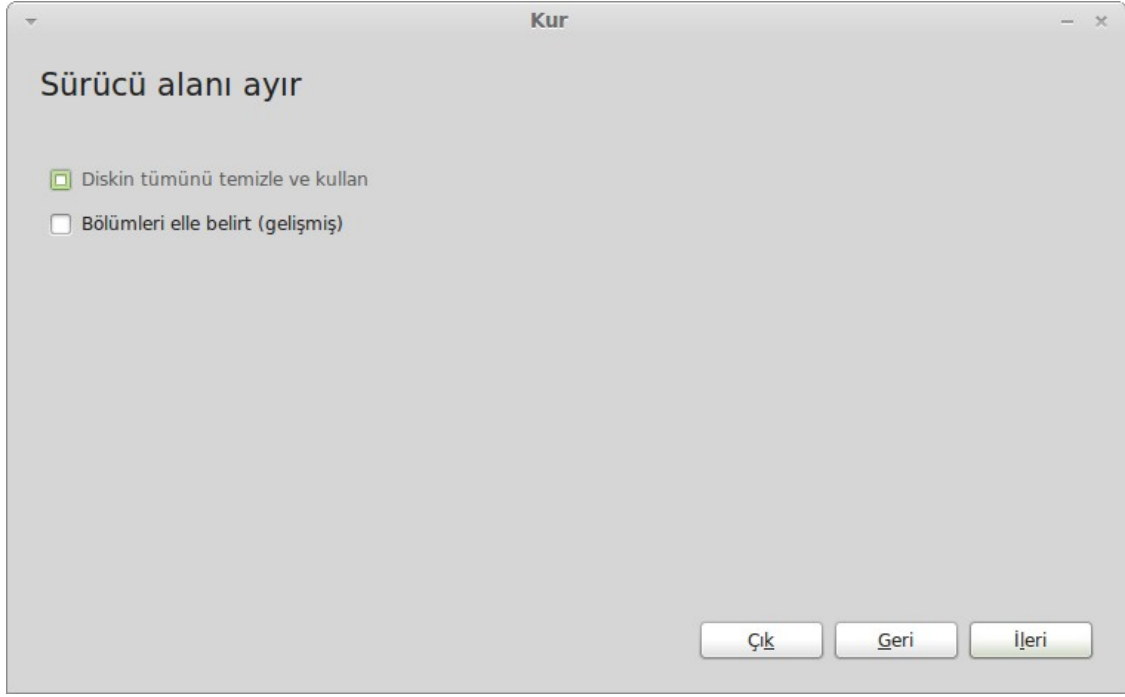 Kur
Sürücü alanı ayır
Diskin tümünü temizle ve kullan
Bölümleri elle belirt (gelişmiş)
Çık Geri İleri